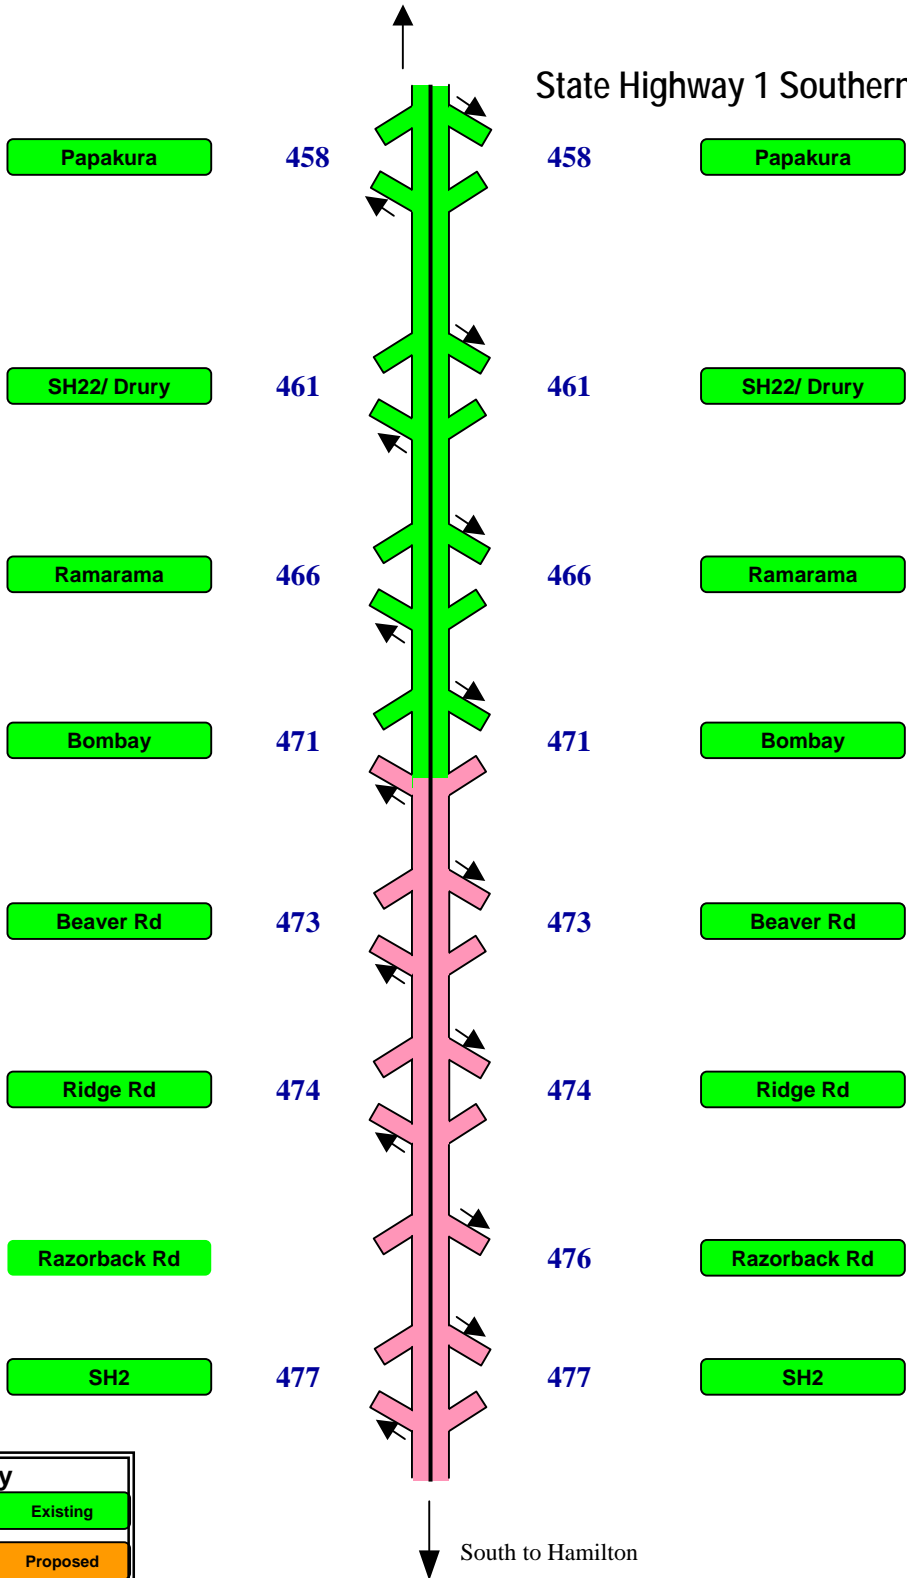 State Highway 1 Southern
Papakura 458 458 Papakura
SH22/ Drury 461 461 SH22/ Drury
Ramarama 466 466 Ramarama
Bombay 471 471 Bombay
Beaver Rd 473 473 Beaver Rd
Ridge Rd 474 474 Ridge Rd
Razorback Rd 476 Razorback Rd
SH2 477 477 SH2
y
Existing
Proposed
South to Hamilton